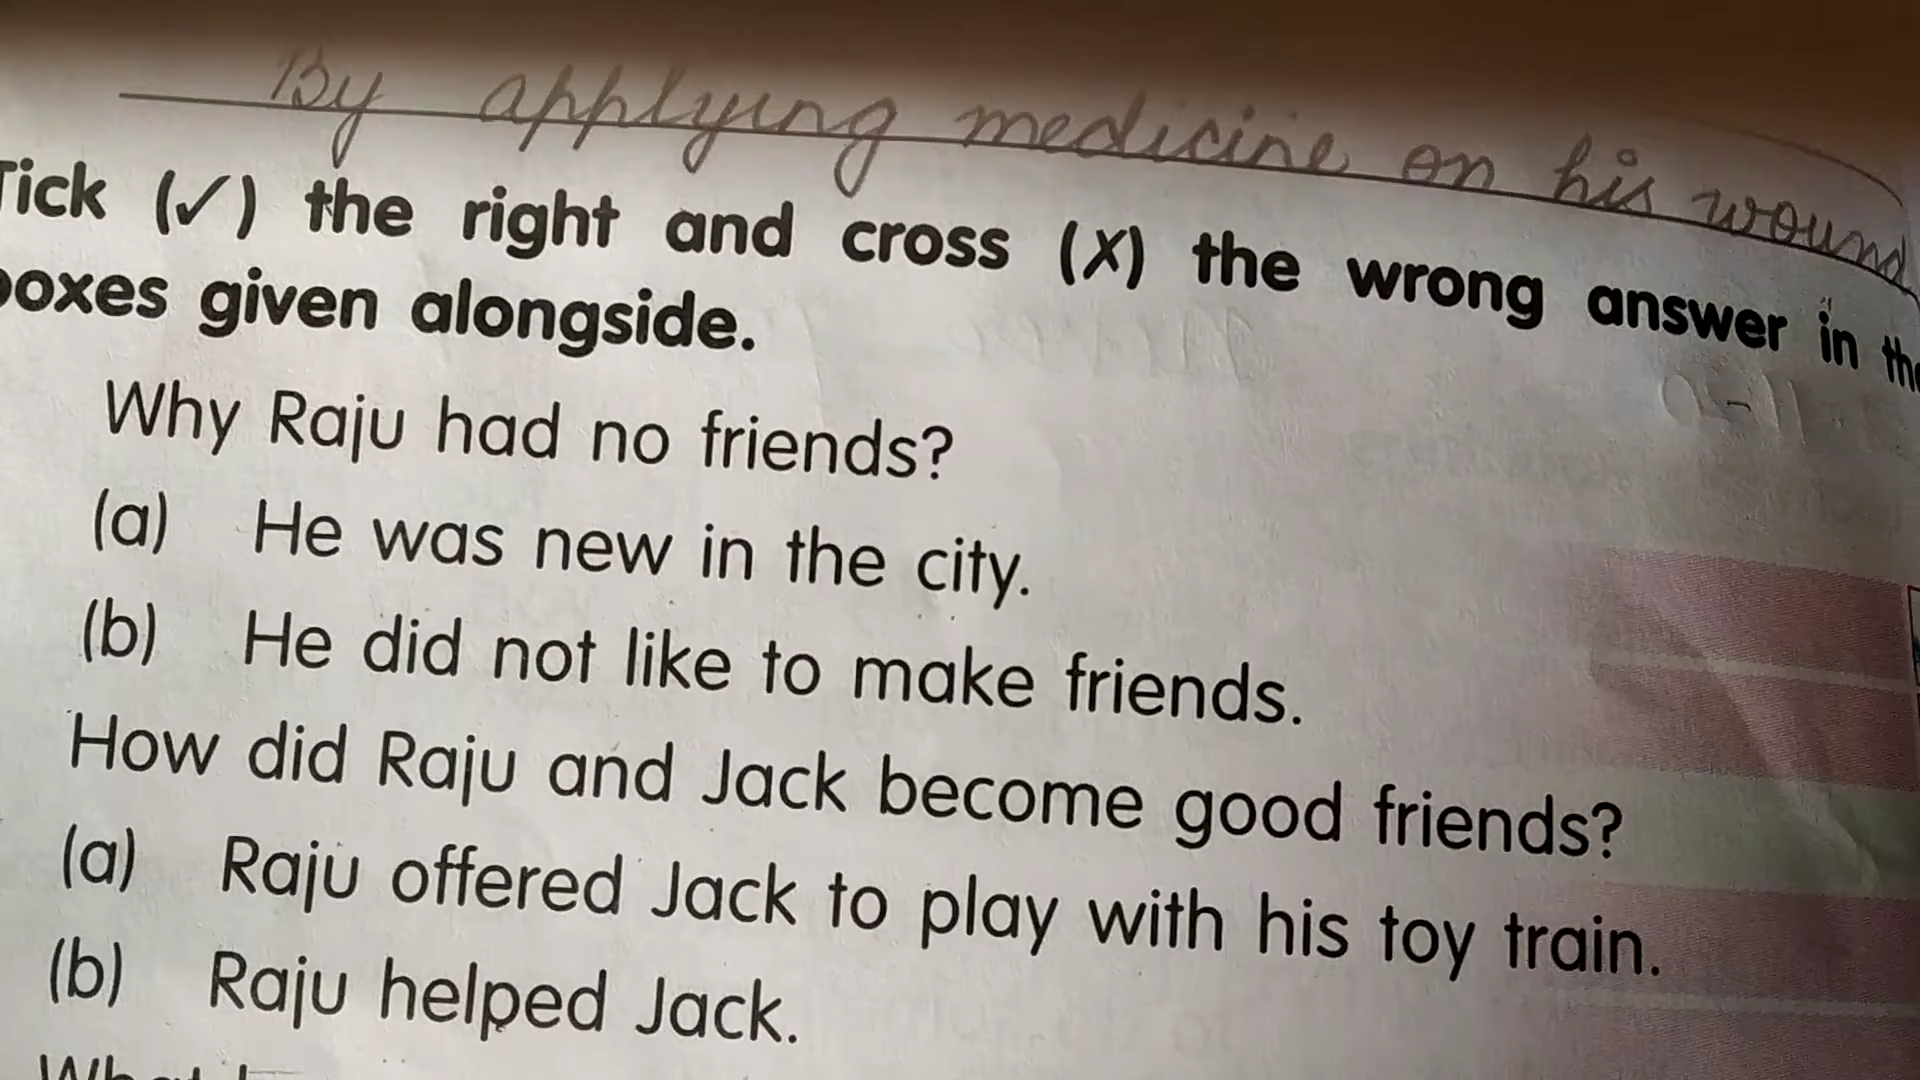 By applying medicine on his wound
Tick (✓) the right and cross (X) the wrong answer in the
boxes given alongside.
Why Raju had no friends?
(a) He was new in the city.
(b) He did not like to make friends.
How did Raju and Jack become good friends?
(a) Raju offered Jack to play with his toy train.
(b) Raju helped Jack.